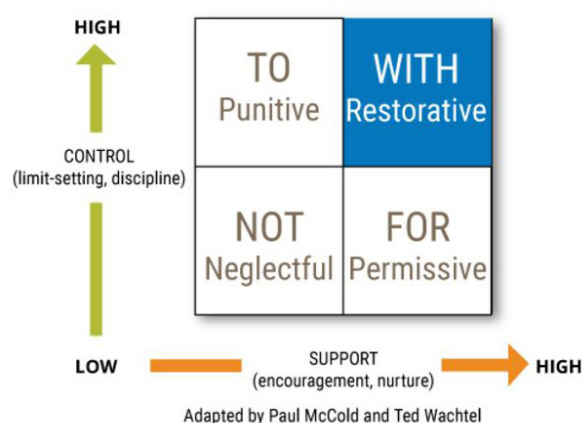 HIGH
CONTROL
(limit-setting, discipline)
TO
Punitive
WITH
Restorative
NOT
Neglectful
FOR
Permissive
LOW
SUPPORT
(encouragement, nurture)
HIGH
Adapted by Paul McCold and Ted Wachtel